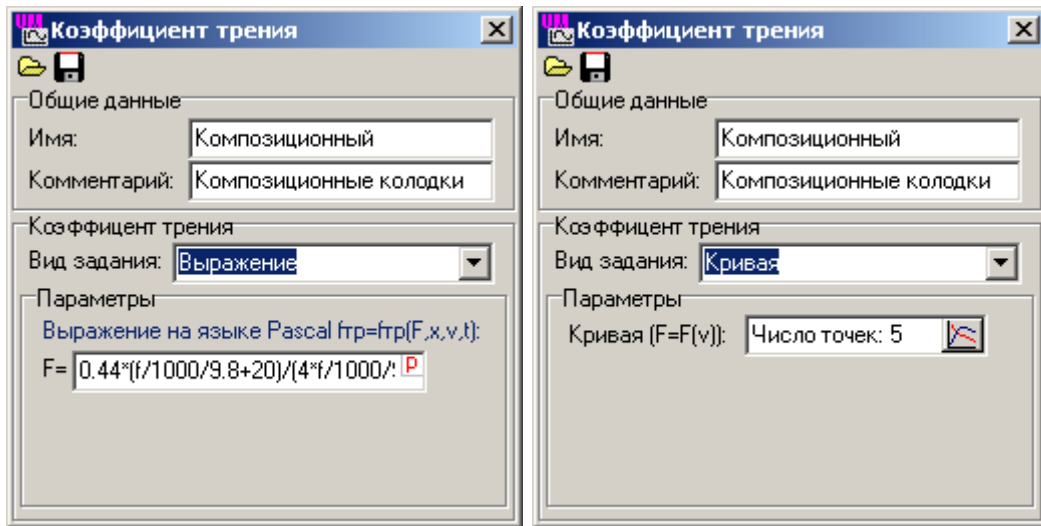 Коэффициент трения
Общие данные
Имя: Композиционный
Комментарий: Композиционные колодки
Коэффицент трения
Вид задания: Выражение
Параметры
Выражение на языке Pascal fтр=fтр(F,x,v,t):
F= 0.44*(f/1000/9.8+20)/(4*f/1000/ P
Коэффициент трения
Общие данные
Имя: Композиционный
Комментарий: Композиционные колодки
Коэффицент трения
Вид задания: Кривая
Параметры
Кривая (F=F(v)): Число точек: 5